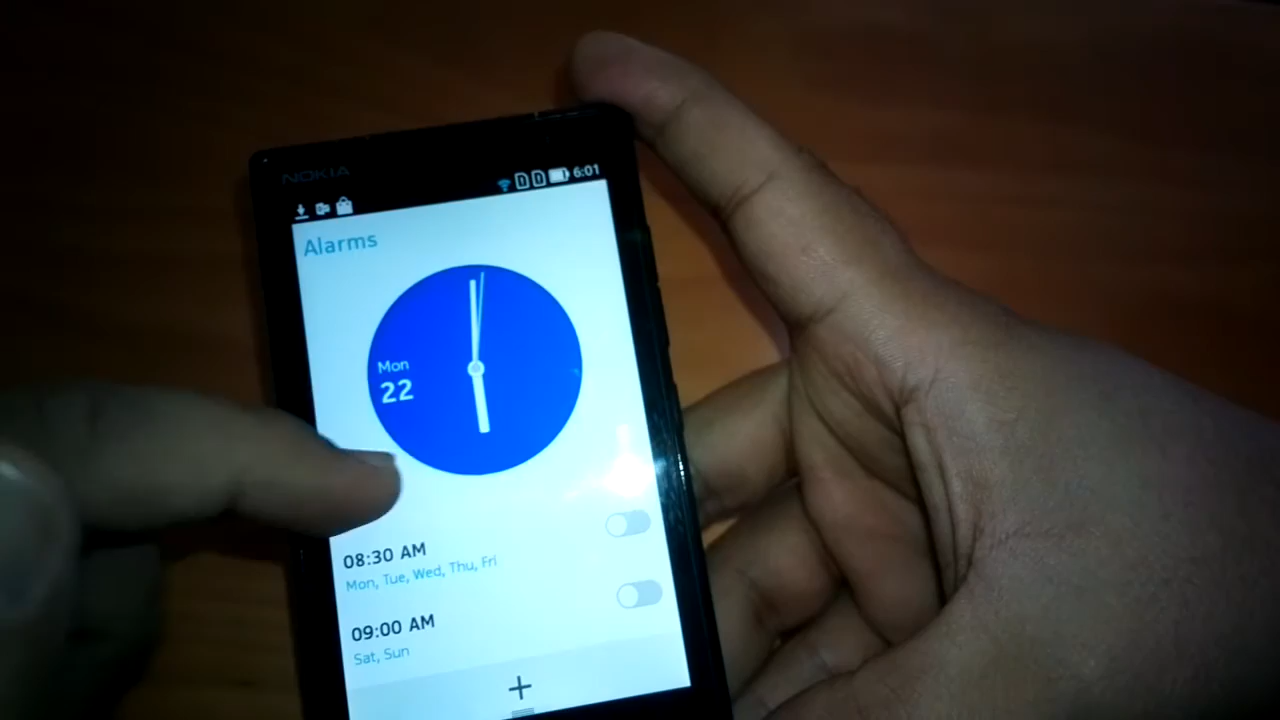 NOKIA
6:01
Alarms
Mon
22
08:30 AM
Mon, Tue, Wed, Thu, Fri
09:00 AM
Sat, Sun